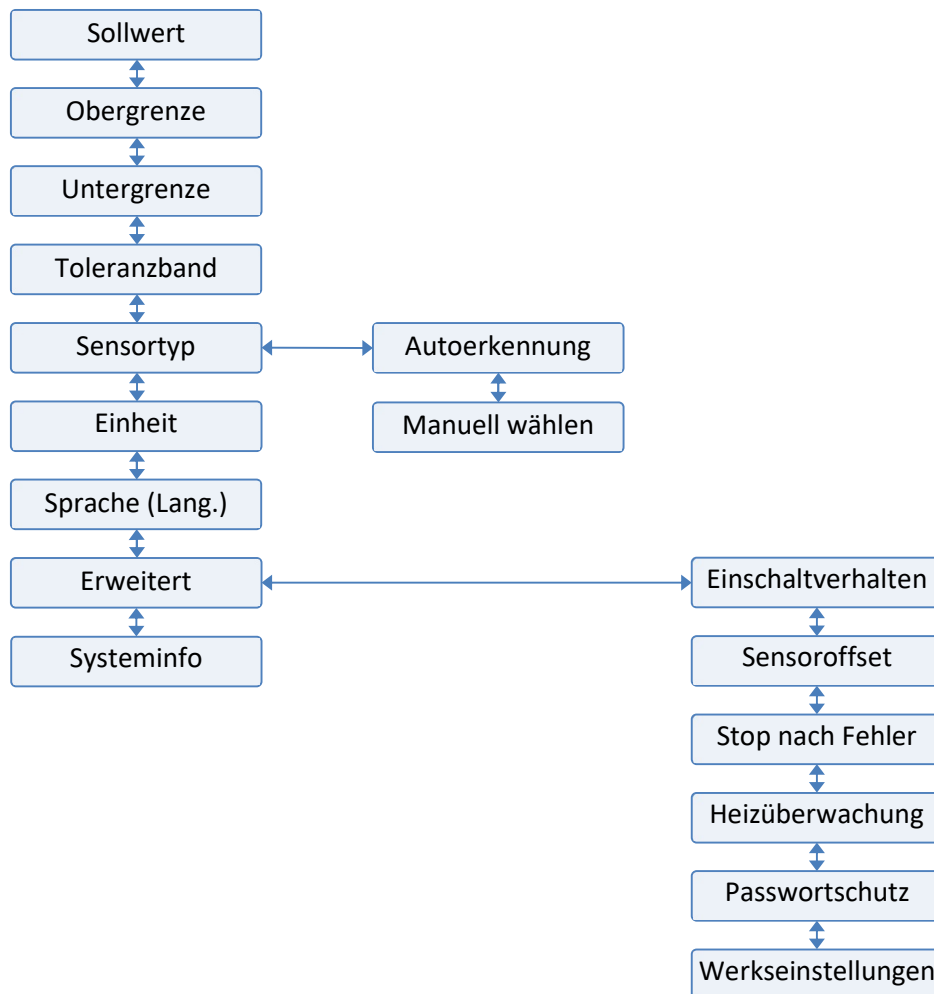 Sollwert
Obergrenze
Untergrenze
Toleranzband
Sensortyp
Autoerkennung
Einheit
Manuell wählen
Sprache (Lang.)
Erweitert
Einschaltverhalten
Systeminfo
Sensoroffset
Stop nach Fehler
Heizüberwachung
Passwortschutz
Werkseinstellungen